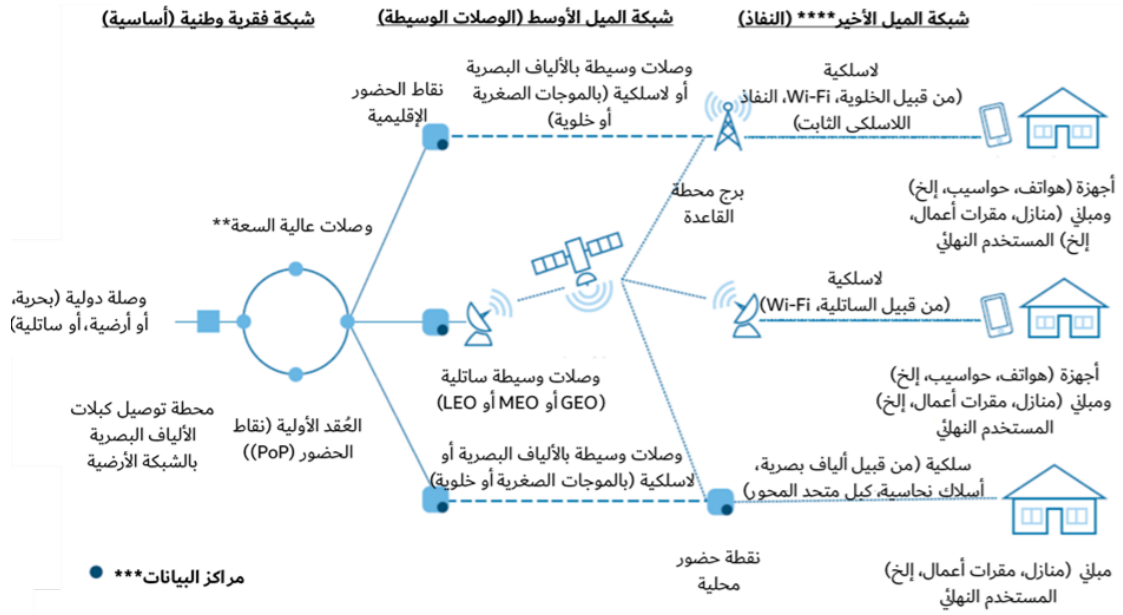 شبكة الميل الأخير**** (النفاذ)
شبكة الميل الأوسط (الوصلات الوسيطة)
شبكة فقرية وطنية (أساسية)
لاسلكية
(من قبيل الخلوية، Wi-Fi، النفاذ
اللاسلكي الثابت)
وصلات وسيطة بالألياف البصرية
أو لاسلكية (بالموجات الصغرية
أو خلوية)
نقاط الحضور
الإقليمية
برج محطة
القاعدة
أجهزة (هواتف، حواسيب، إلخ)
ومباني (منازل، مقرات أعمال،
إلخ) المستخدم النهائي
وصلات عالية السعة**
لاسلكية
(من قبيل الساتلية، Wi-Fi)
وصلة دولية (بحرية،
أو أرضية، أو ساتلية)
وصلات وسيطة ساتلية
(GEO أو MEO أو LEO)
أجهزة (هواتف، حواسيب، إلخ)
ومباني (منازل، مقرات أعمال، إلخ)
المستخدم النهائي
العُقد الأولية (نقاط
الحضور (PoP))
محطة توصيل كبلات
الألياف البصرية
بالشبكة الأرضية
سلكية (من قبيل ألياف بصرية،
أسلاك نحاسية، كبل متحد المحور)
وصلات وسيطة بالألياف البصرية أو
لاسلكية (بالموجات الصغرية أو خلوية)
نقطة حضور
محلية
مباني (منازل، مقرات أعمال، إلخ)
المستخدم النهائي
مراكز البيانات***